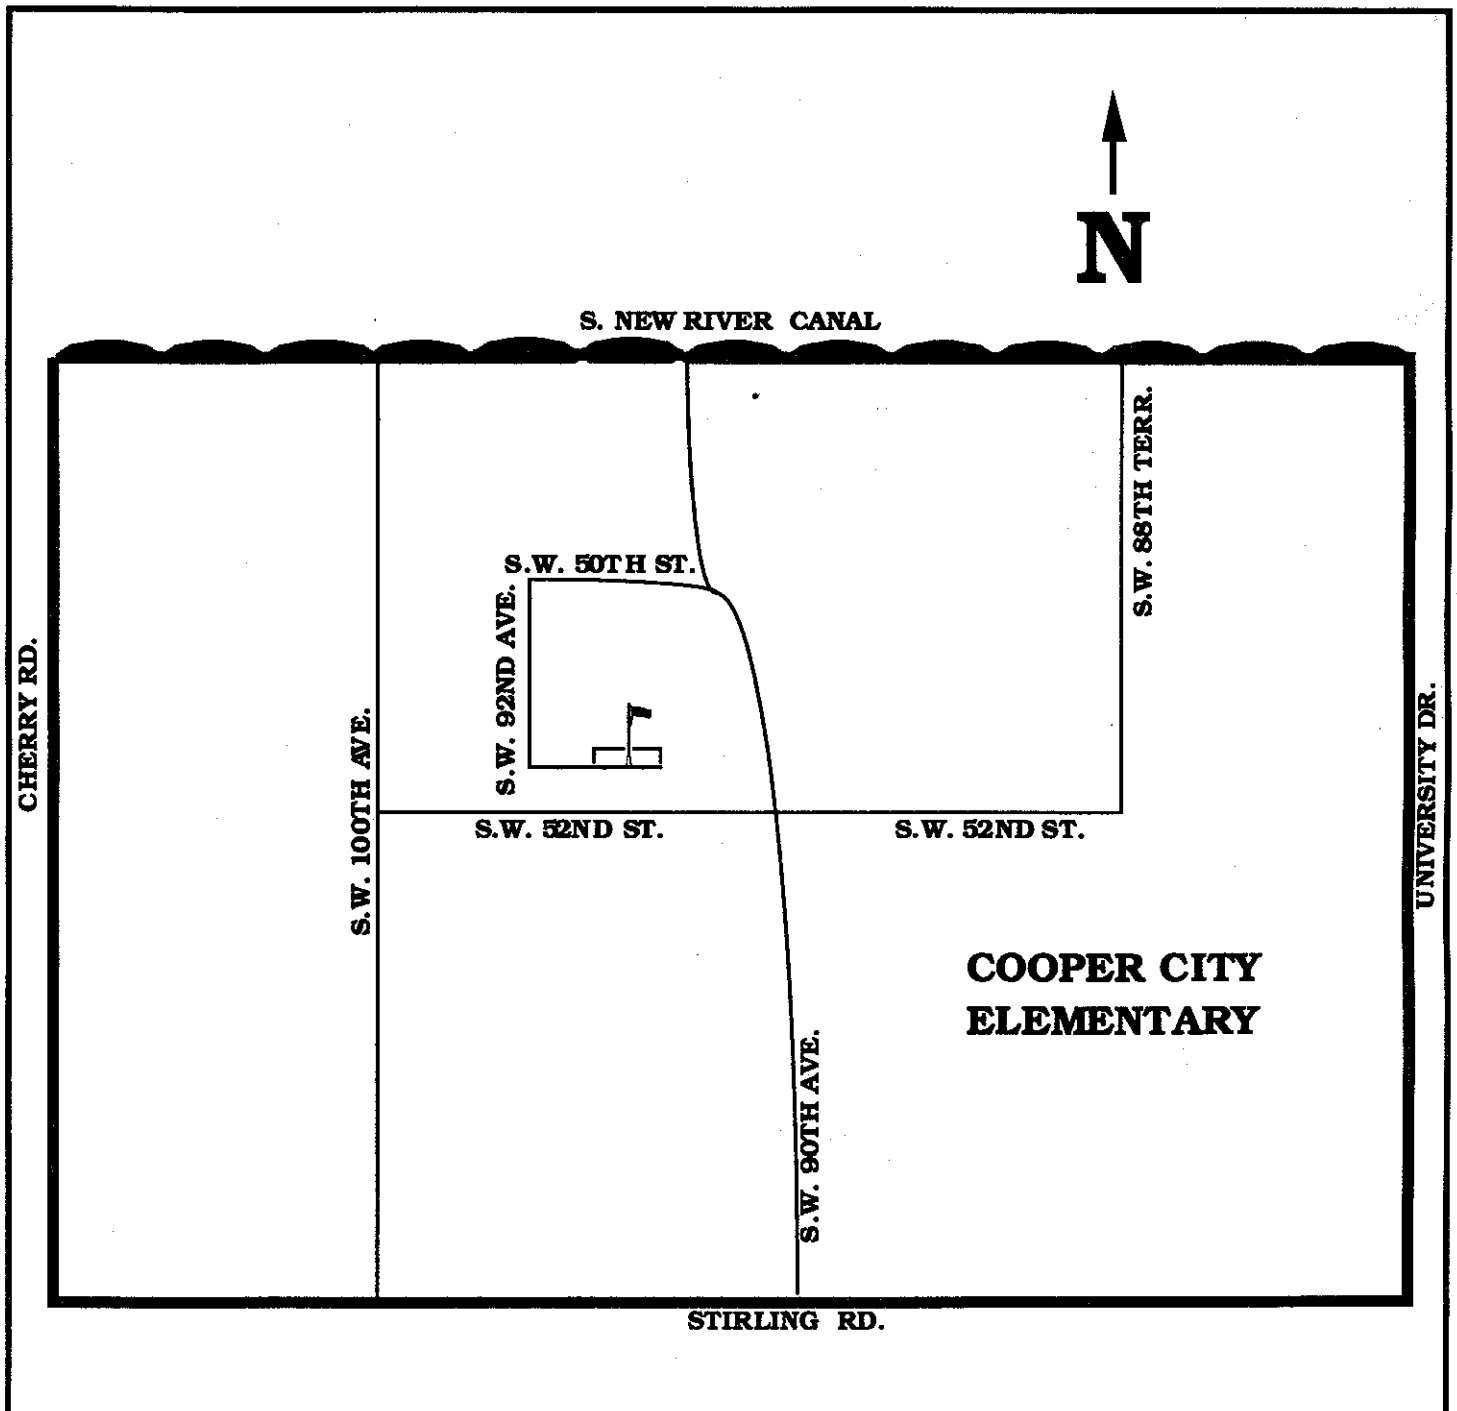 N
S. NEW RIVER CANAL
S.W. 88TH TERR.
S.W. 50TH ST.
S.W. 92ND AVE.
CHERRY RD.
S.W. 100TH AVE.
UNIVERSITY DR.
S.W. 52ND ST.
S.W. 52ND ST.
COOPER CITY
ELEMENTARY
S.W. 90TH AVE.
STIRLING RD.